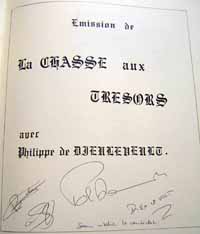 Emission de
La CHASSE aux
TRESORS
avec
Philippe de DIEULEVEULT.